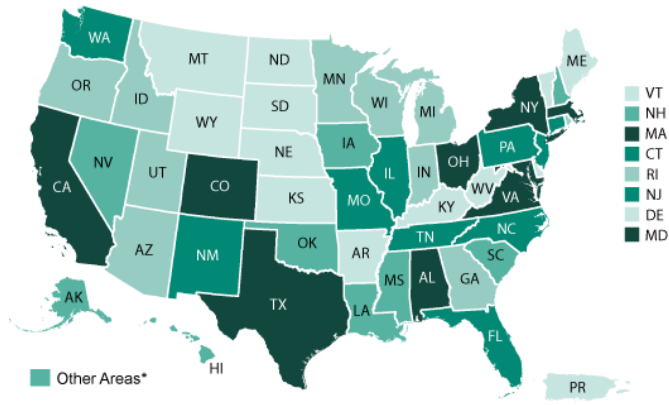 WA
MT
ND
ME
OR
MN
ID
WI
SD
NY
MI
WY
PA
IA
NE
NV
OH
IL
IN
UT
CO
WV
VA
CA
KS
MO
KY
NC
TN
OK
AZ
NM
AR
SC
MS
AL
GA
TX
LA
AK
FL
HI
PR
VT
NH
MA
CT
RI
NJ
DE
MD
Other Areas*